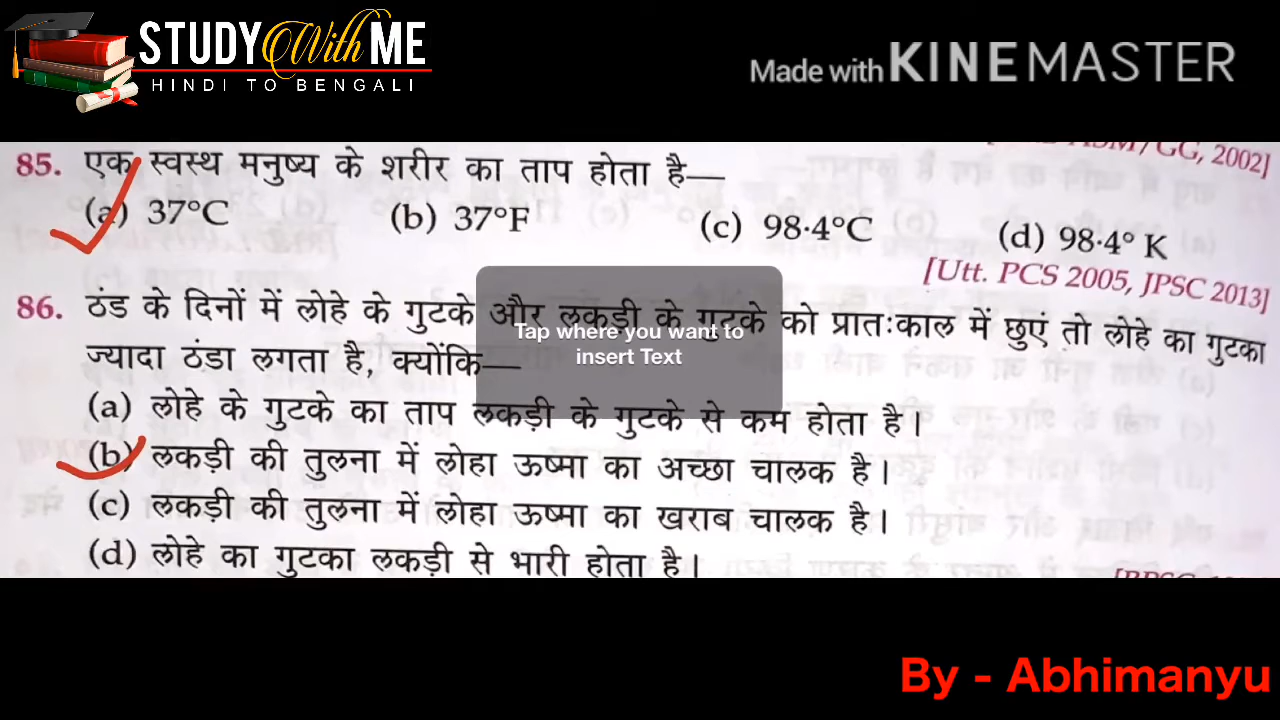 STUDY With ME
HINDI TO BENGALI
Made with KINEMASTER
GG, 2002]
85. एक स्वस्थ मनुष्य के शरीर का ताप होता है—
(a) 37°C (b) 37°F (c) 98·4°C (d) 98·4° K
[Utt. PCS 2005, JPSC 2013]
86. ठंड के दिनों में लोहे के गुटके और लकड़ी के गुटके को प्रातःकाल में छुएं तो लोहे का गुटका
ज्यादा ठंडा लगता है, क्योंकि—
Tap where you want to
insert Text
(a) लोहे के गुटके का ताप लकड़ी के गुटके से कम होता है।
(b) लकड़ी की तुलना में लोहा ऊष्मा का अच्छा चालक है।
(c) लकड़ी की तुलना में लोहा ऊष्मा का खराब चालक है।
(d) लोहे का गुटका लकड़ी से भारी होता है।
By - Abhimanyu